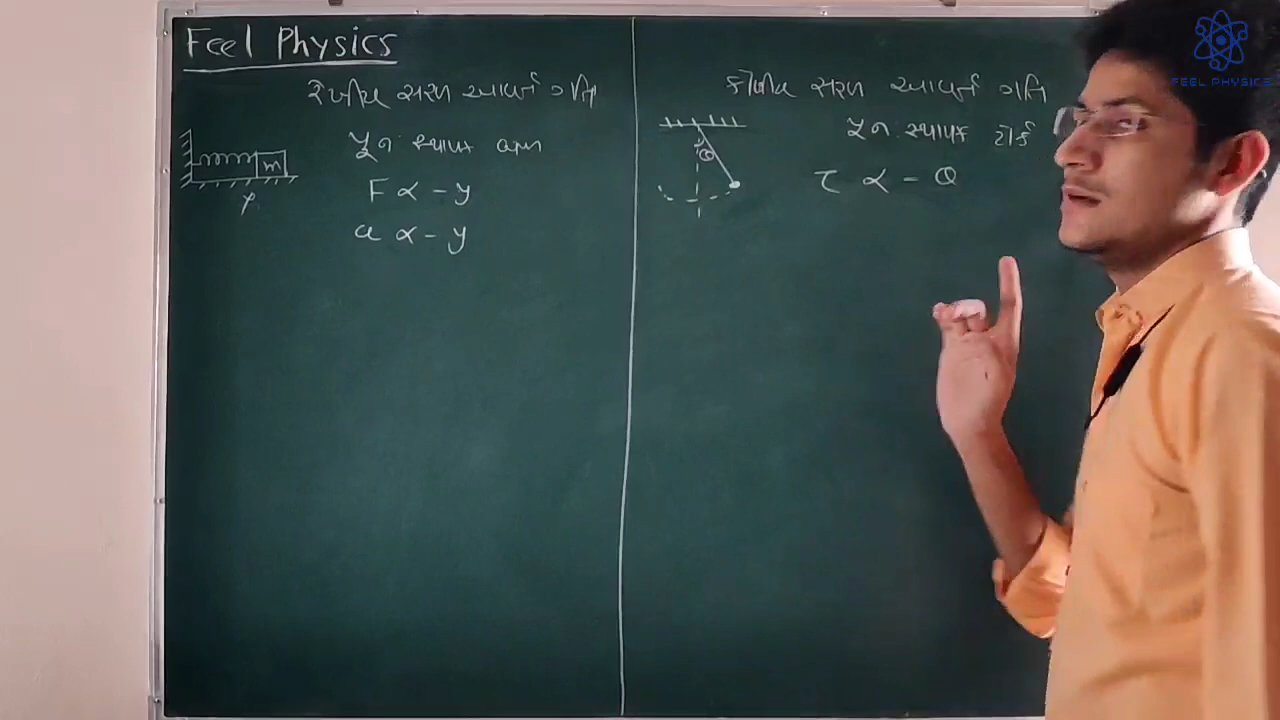 Feel Physics
રેખીય સરળ આવર્ત ગતિ
પુનઃસ્થાપક બળ
F α - y
a α - y
m
કોણીય સરળ આવર્ત ગતિ
પુનઃસ્થાપક ટોર્ક
τ α - θ
θ
FEEL PHYSICS